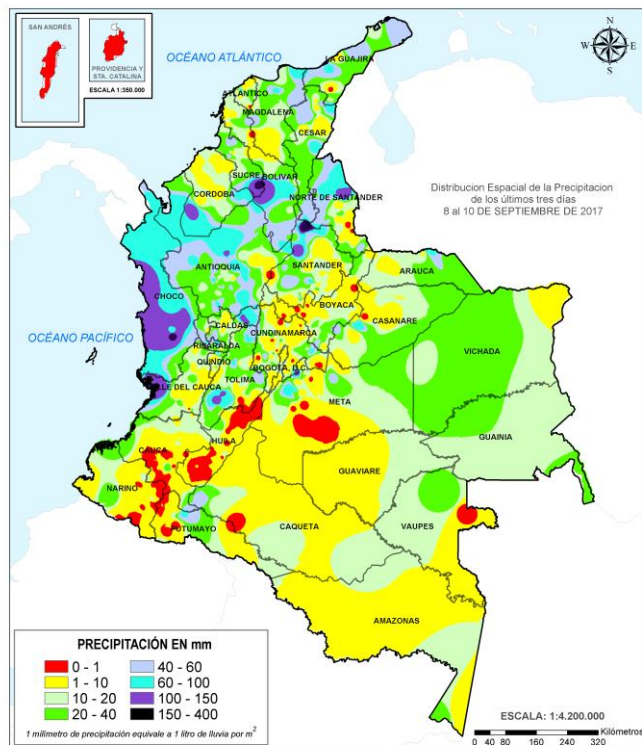 SAN ANDRÉS
PROVIDENCIA Y
STA. CATALINA
ESCALA 1:350.000
OCÉANO ATLÁNTICO
N
W E
S
LA GUAJIRA
ATLANTICO
MAGDALENA
CESAR
SUCRE
BOLIVAR
CORDOBA
NORTE DE SANTANDER
Distribucion Espacial de la Precipitacion
de los últimos tres días
8 al 10 DE SEPTIEMBRE DE 2017
ANTIOQUIA
SANTANDER
ARAUCA
CHOCO
BOYACA
CASANARE
OCÉANO PACÍFICO
CALDAS
CUNDINAMARCA
VICHADA
RISARALDA
QUINDIO
BOGOTA, D.C.
TOLIMA
VALLE DEL CAUCA
META
GUAINIA
HUILA
CAUCA
GUAVIARE
NARIÑO
CAQUETA
VAUPES
PUTUMAYO
AMAZONAS
PRECIPITACIÓN EN mm
0 - 1 40 - 60
1 - 10 60 - 100
10 - 20 100 - 150
20 - 40 150 - 400
1 milímetro de precipitación equivale a 1 litro de lluvia por m²
ESCALA: 1:4.200.000
Kilómetros
0 40 80 160 240 320